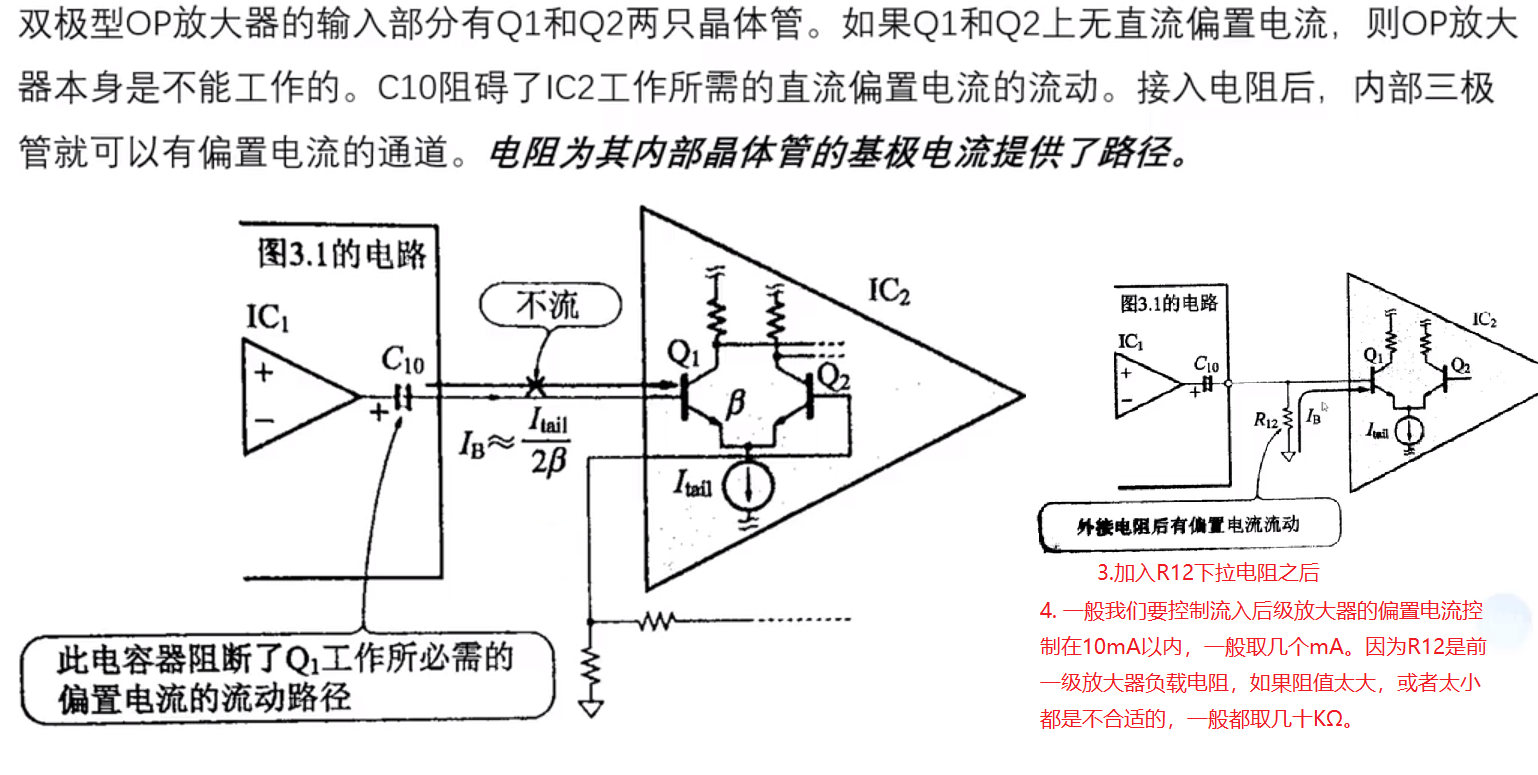 双极型OP放大器的输入部分有Q1和Q2两只晶体管。如果Q1和Q2上无直流偏置电流，则OP放大
器本身是不能工作的。C10阻碍了IC2工作所需的直流偏置电流的流动。接入电阻后，内部三极
管就可以有偏置电流的通道。电阻为其内部晶体管的基极电流提供了路径。
图3.1的电路
IC₁
+
−
C₁₀
+
不流
I_B≈I_tail/2β
IC₂
Q₁
Q₂
β
I_tail
此电容器阻断了Q₁工作所必需的
偏置电流的流动路径
图3.1的电路
IC₁
+
−
C₁₀
+
R₁₂
I_B
IC₂
Q₁
Q₂
I_tail
外接电阻后有偏置电流流动
3.加入R12下拉电阻之后
4. 一般我们要控制流入后级放大器的偏置电流控
制在10mA以内，一般取几个mA。因为R12是前
一级放大器负载电阻，如果阻值太大，或者太小
都是不合适的，一般都取几十KΩ。